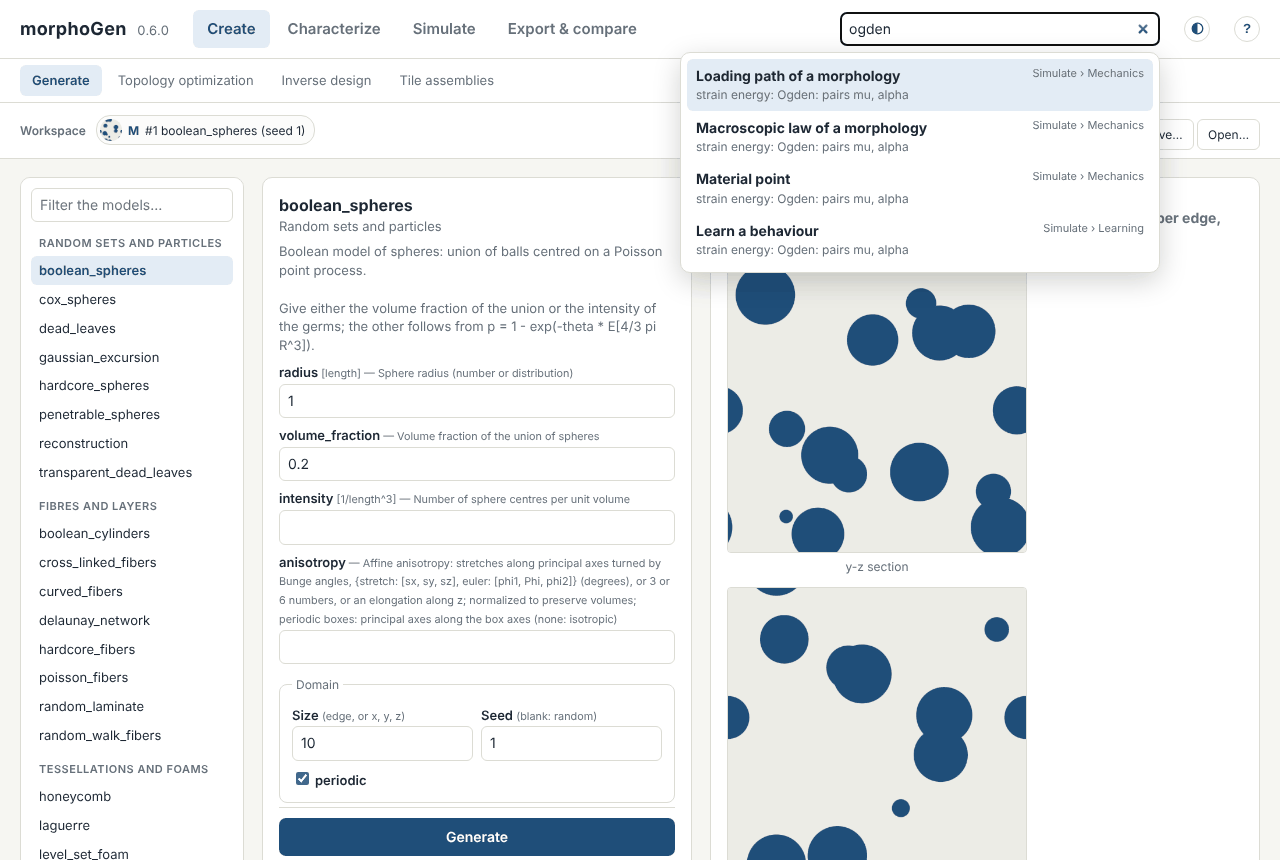 morphoGen 0.6.0 Create Characterize Simulate Export & compare ogden ?
Generate Topology optimization Inverse design Tile assemblies
Loading path of a morphology Simulate › Mechanics
strain energy: Ogden: pairs mu, alpha
Macroscopic law of a morphology Simulate › Mechanics
strain energy: Ogden: pairs mu, alpha
Material point Simulate › Mechanics
strain energy: Ogden: pairs mu, alpha
Learn a behaviour Simulate › Learning
strain energy: Ogden: pairs mu, alpha
Workspace M #1 boolean_spheres (seed 1) Open...
Filter the models...
RANDOM SETS AND PARTICLES
boolean_spheres
cox_spheres
dead_leaves
gaussian_excursion
hardcore_spheres
penetrable_spheres
reconstruction
transparent_dead_leaves
FIBRES AND LAYERS
boolean_cylinders
cross_linked_fibers
curved_fibers
delaunay_network
hardcore_fibers
poisson_fibers
random_laminate
random_walk_fibers
TESSELLATIONS AND FOAMS
honeycomb
laguerre
level_set_foam
boolean_spheres
Random sets and particles
Boolean model of spheres: union of balls centred on a Poisson
point process.
Give either the volume fraction of the union or the intensity of
the germs; the other follows from p = 1 - exp(-theta * E[4/3 pi
R^3]).
radius [length] — Sphere radius (number or distribution)
1
volume_fraction — Volume fraction of the union of spheres
0.2
intensity [1/length^3] — Number of sphere centres per unit volume
anisotropy — Affine anisotropy: stretches along principal axes turned by
Bunge angles, {stretch: [sx, sy, sz], euler: [phi1, Phi, phi2]} (degrees), or 3 or
6 numbers, or an elongation along z; normalized to preserve volumes;
periodic boxes: principal axes along the box axes (none: isotropic)
Domain
Size (edge, or x, y, z) Seed (blank: random)
10 1
periodic
Generate
per edge,
y-z section